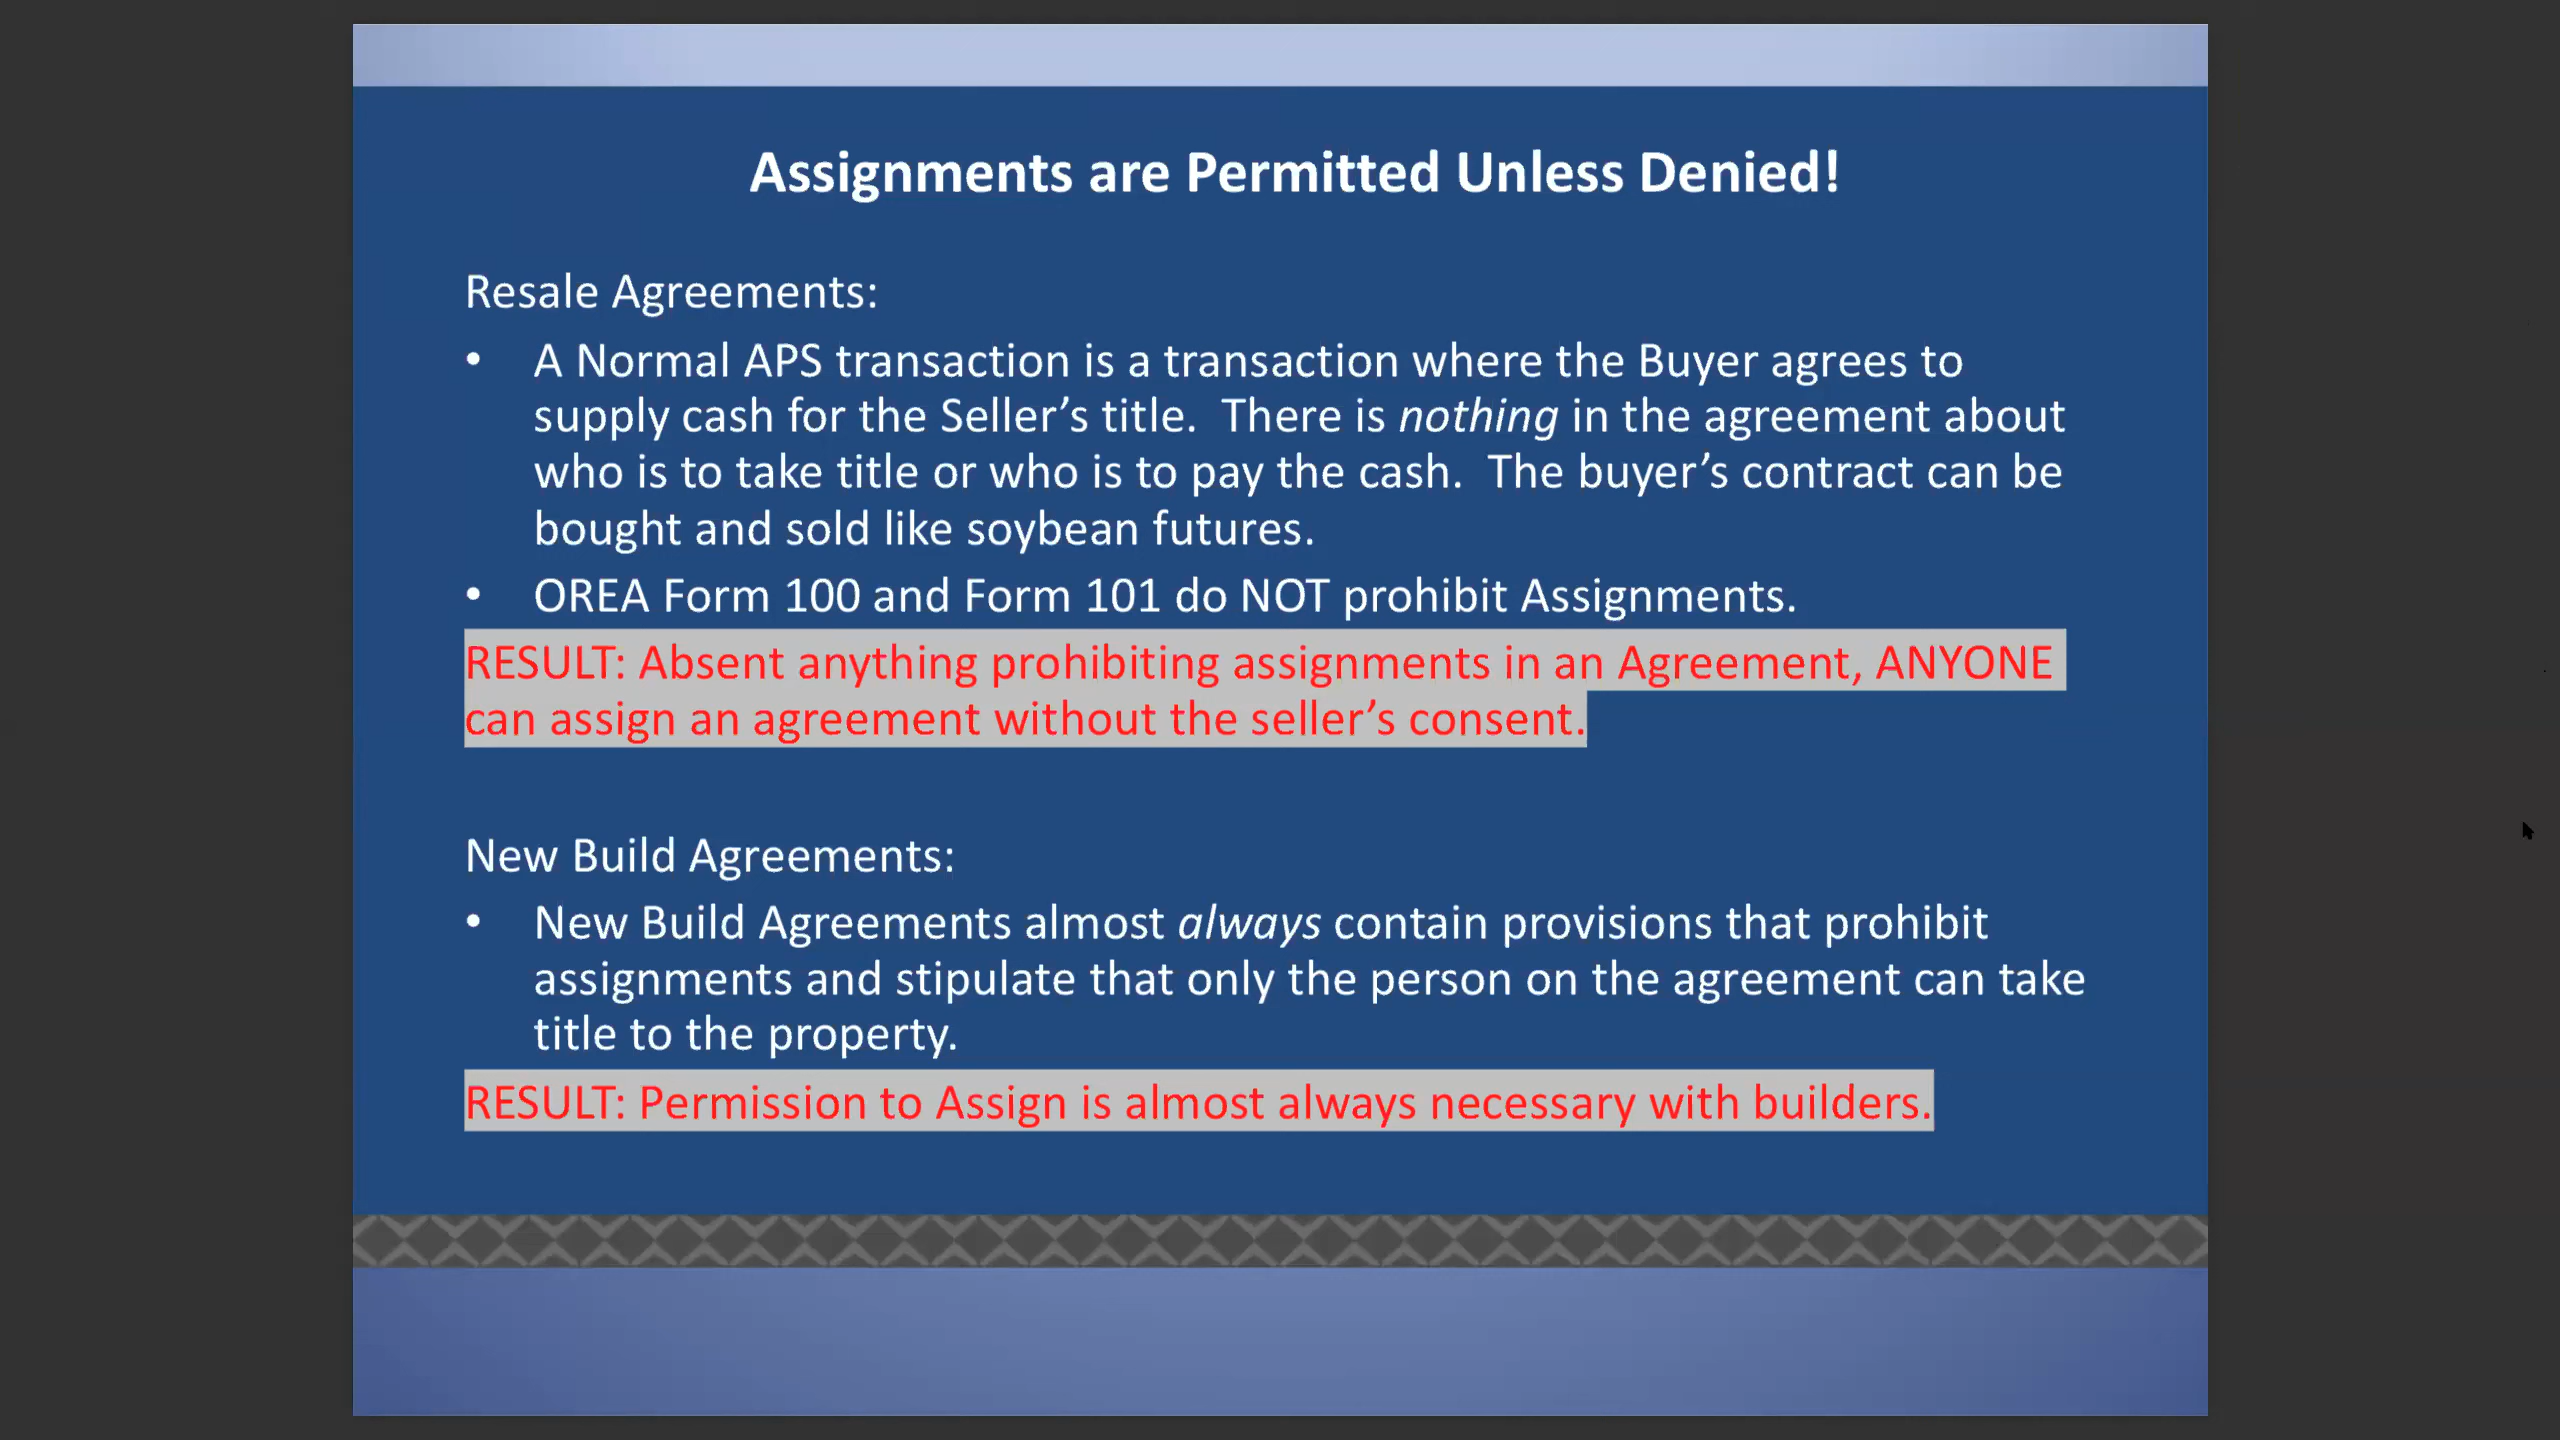 Assignments are Permitted Unless Denied!
Resale Agreements:
• A Normal APS transaction is a transaction where the Buyer agrees to
supply cash for the Seller’s title. There is nothing in the agreement about
who is to take title or who is to pay the cash. The buyer’s contract can be
bought and sold like soybean futures.
• OREA Form 100 and Form 101 do NOT prohibit Assignments.
RESULT: Absent anything prohibiting assignments in an Agreement, ANYONE
can assign an agreement without the seller’s consent.
New Build Agreements:
• New Build Agreements almost always contain provisions that prohibit
assignments and stipulate that only the person on the agreement can take
title to the property.
RESULT: Permission to Assign is almost always necessary with builders.